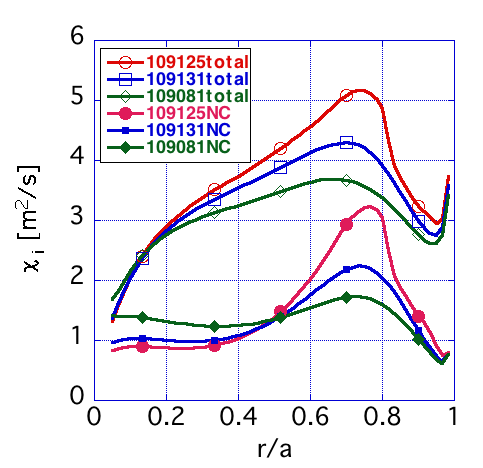 6
5
4
3
2
1
0
χi [m²/s]
109125total
109131total
109081total
109125NC
109131NC
109081NC
0 0.2 0.4 0.6 0.8 1
r/a